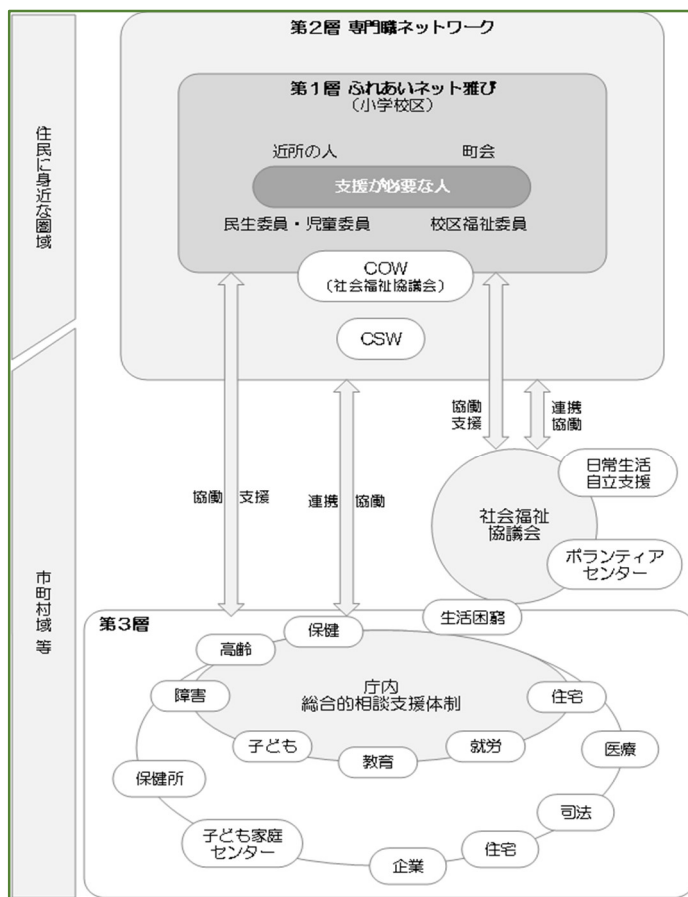 第２層 専門職ネットワーク
第１層 ふれあいネット雅び
（小学校区）
近所の人
町会
支援が必要な人
民生委員・児童委員
校区福祉委員
COW
（社会福祉協議会）
CSW
住民に身近な圏域
協働
支援
連携
協働
日常生活
自立支援
協働
支援
連携
協働
社会福祉
協議会
ボランティア
センター
市町村域 等
第３層
生活困窮
保健
高齢
障害
庁内
総合的相談支援体制
住宅
子ども
教育
就労
医療
保健所
司法
子ども家庭
センター
企業
住宅